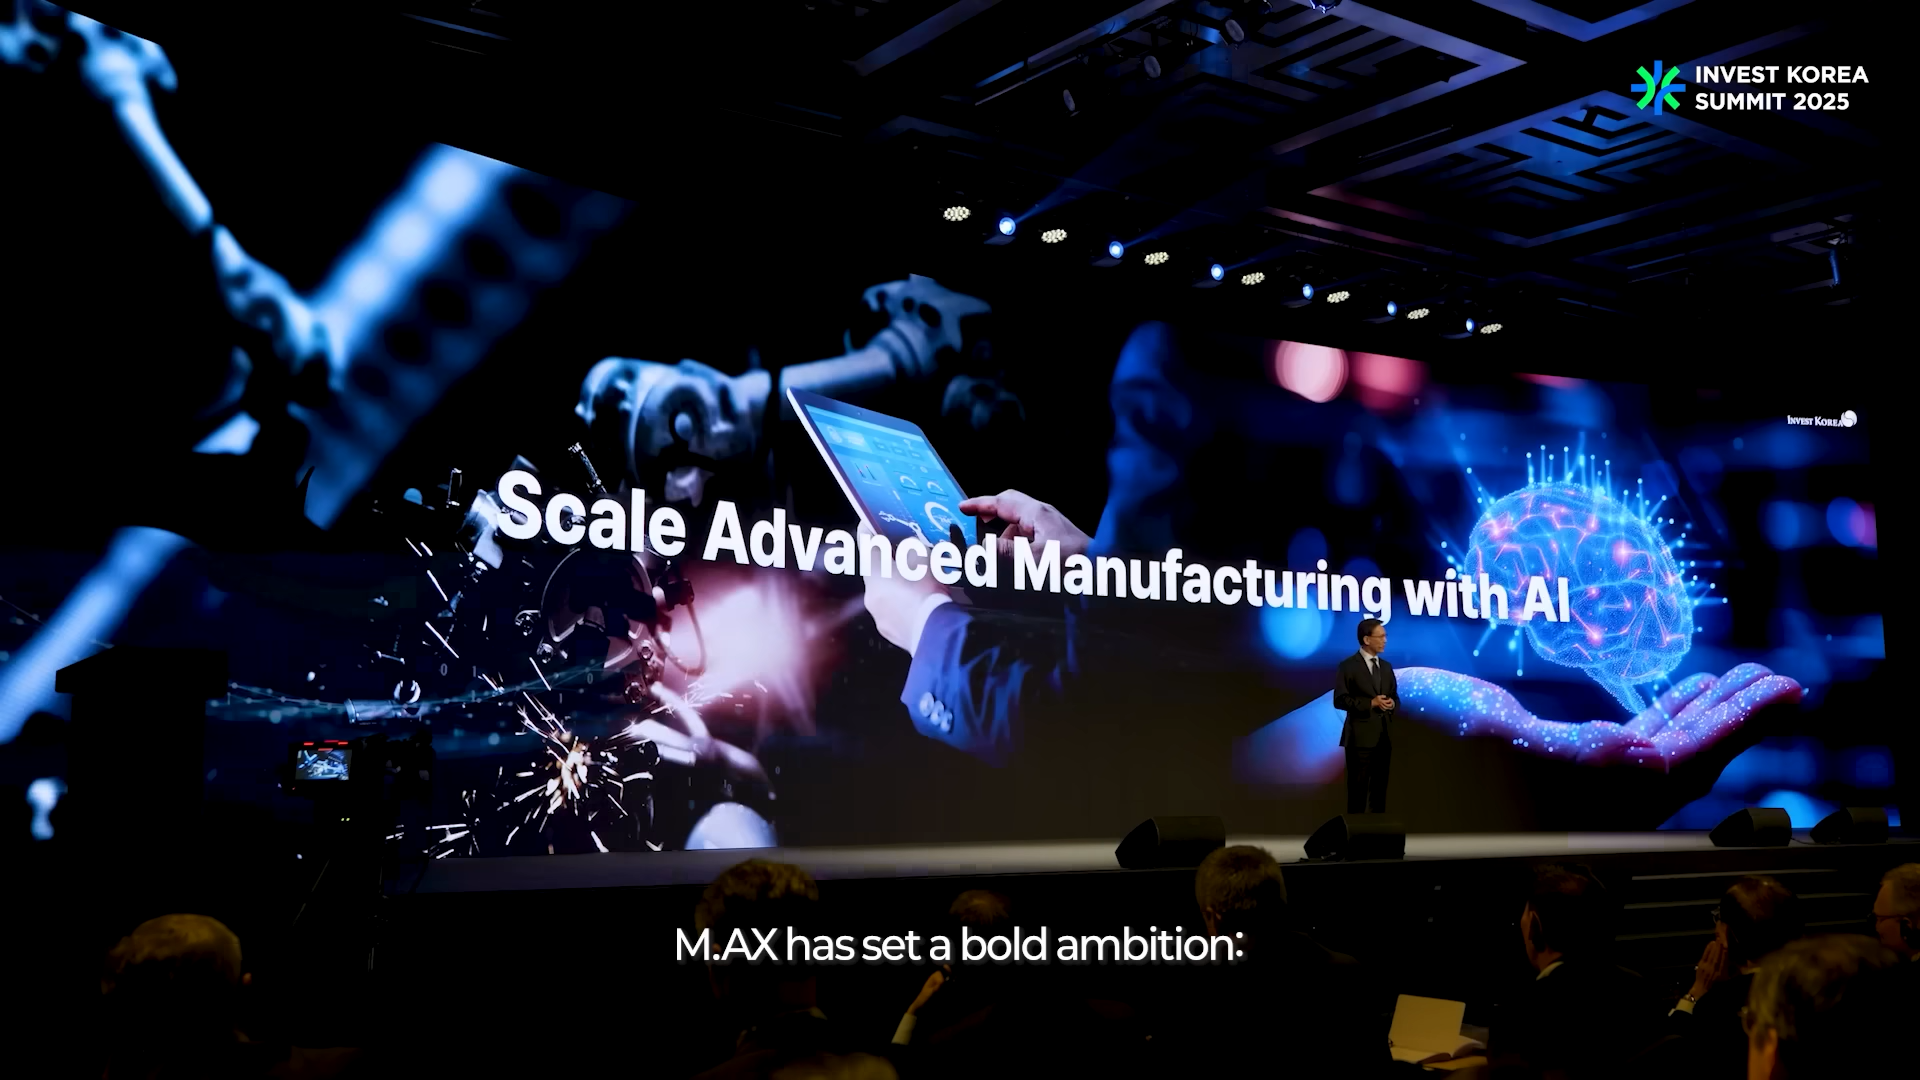 INVEST KOREA
SUMMIT 2025
INVEST KOREA
Scale Advanced Manufacturing with AI
M.AX has set a bold ambition: